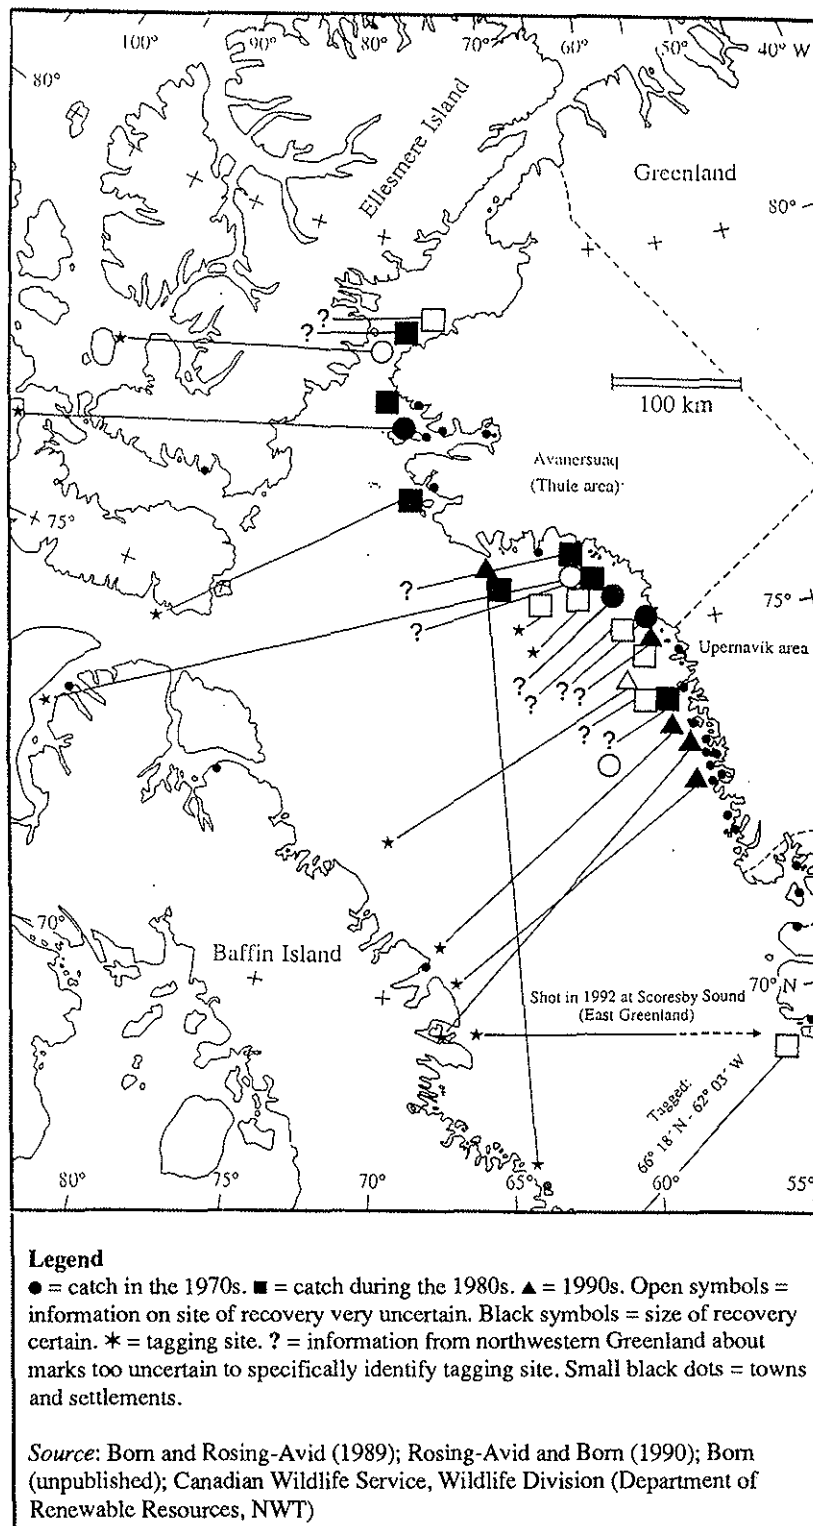 100° 90° 80° 70° 60° 50° 40° W
80°
Ellesmere Island
Greenland
80°
?
?
100 km
Avanersuaq
(Thule area)
75°
?
75°
?
Upernavik area
?
?
?
?
?
?
70°
Baffin Island
70° N
Shot in 1992 at Scoresby Sound
(East Greenland)
Tagged:
66° 18' N - 62° 03' W
80° 75° 70° 65° 60° 55°
Legend
● = catch in the 1970s. ■ = catch during the 1980s. ▲ = 1990s. Open symbols =
information on site of recovery very uncertain. Black symbols = size of recovery
certain. ✶ = tagging site. ? = information from northwestern Greenland about
marks too uncertain to specifically identify tagging site. Small black dots = towns
and settlements.
Source: Born and Rosing-Avid (1989); Rosing-Avid and Born (1990); Born
(unpublished); Canadian Wildlife Service, Wildlife Division (Department of
Renewable Resources, NWT)